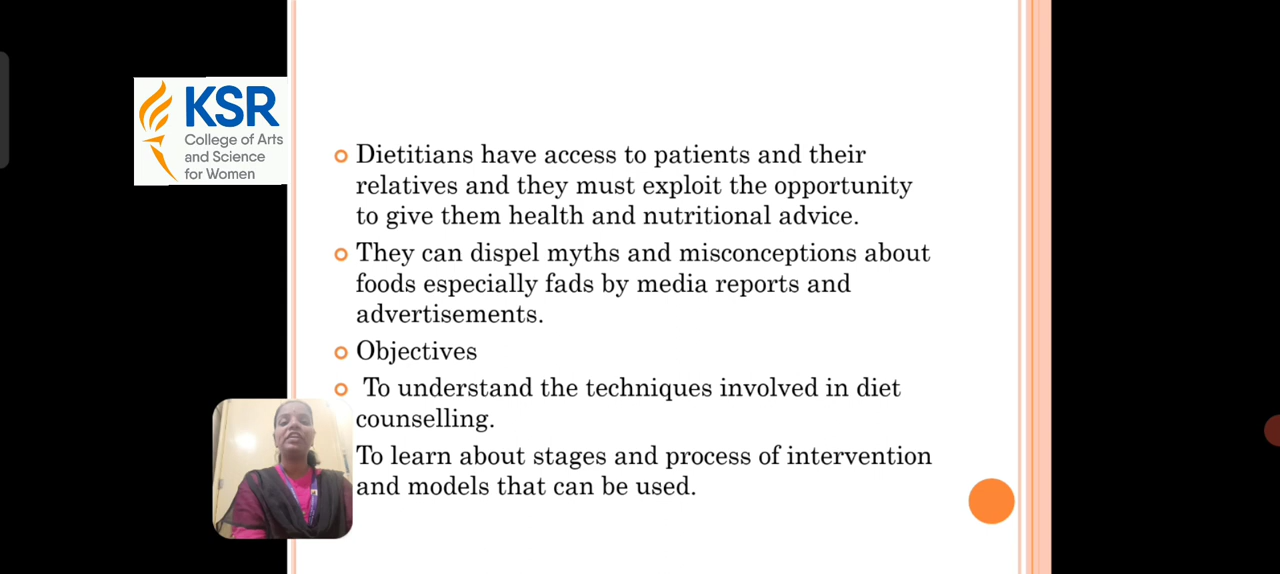 KSR
College of Arts
and Science
for Women
Dietitians have access to patients and their
relatives and they must exploit the opportunity
to give them health and nutritional advice.
They can dispel myths and misconceptions about
foods especially fads by media reports and
advertisements.
Objectives
To understand the techniques involved in diet
counselling.
To learn about stages and process of intervention
and models that can be used.